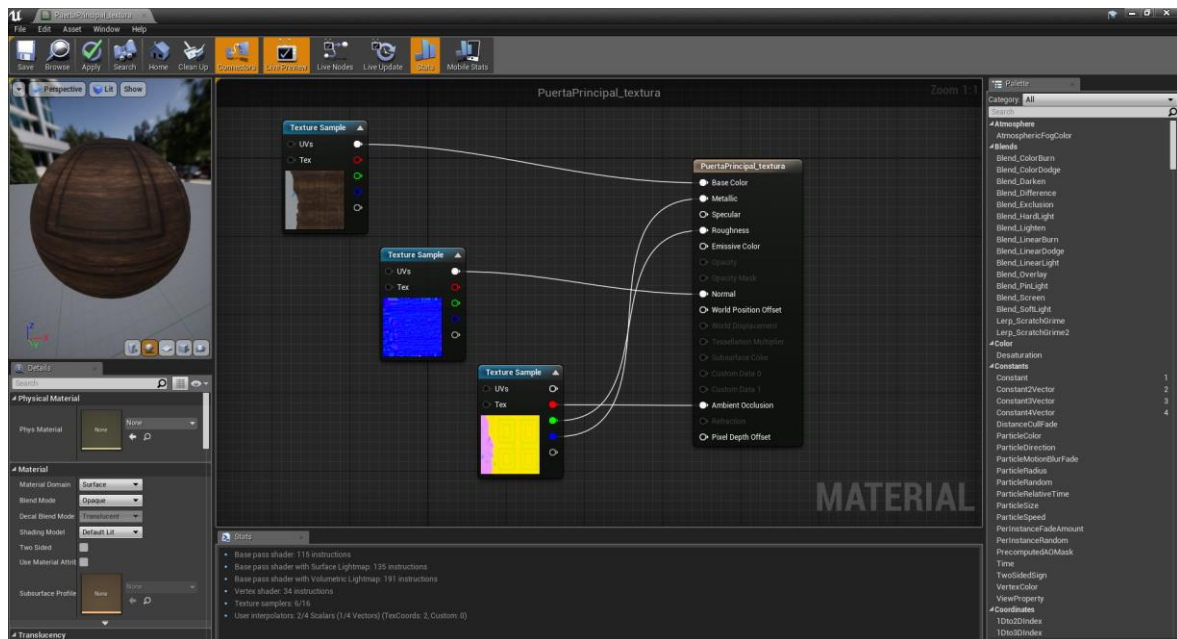 PuertaPrincipal_textura
File Edit Asset Window Help
Save Browse Apply Search Home Clean Up Connectors Live Preview Live Nodes Live Update Stats Mobile Stats
Perspective Lit Show
PuertaPrincipal_textura
Zoom 1:1
Texture Sample
UVs
Tex
Texture Sample
UVs
Tex
Texture Sample
UVs
Tex
PuertaPrincipal_textura
Base Color
Metallic
Specular
Roughness
Emissive Color
Opacity
Opacity Mask
Normal
World Position Offset
World Displacement
Tessellation Multiplier
Subsurface Color
Custom Data 0
Custom Data 1
Ambient Occlusion
Refraction
Pixel Depth Offset
MATERIAL
Details
Search
Physical Material
Phys Material None None
Material
Material Domain Surface
Blend Mode Opaque
Decal Blend Mode Translucent
Shading Model Default Lit
Two Sided
Use Material Attrib
Subsurface Profile None None
Translucency
Stats
Base pass shader: 115 instructions
Base pass shader with Surface Lightmap: 135 instructions
Base pass shader with Volumetric Lightmap: 191 instructions
Vertex shader: 34 instructions
Texture samplers: 6/16
User interpolators: 2/4 Scalars (1/4 Vectors) (TexCoords: 2, Custom: 0)
Palette
Category: All
Search
Atmosphere
AtmosphericFogColor
Blends
Blend_ColorBurn
Blend_ColorDodge
Blend_Darken
Blend_Difference
Blend_Exclusion
Blend_HardLight
Blend_Lighten
Blend_LinearBurn
Blend_LinearDodge
Blend_LinearLight
Blend_Overlay
Blend_PinLight
Blend_Screen
Blend_SoftLight
Lerp_ScratchGrime
Lerp_ScratchGrime2
Color
Desaturation
Constants
Constant 1
Constant2Vector 2
Constant3Vector 3
Constant4Vector 4
DistanceCullFade
ParticleColor
ParticleDirection
ParticleMotionBlurFade
ParticleRadius
ParticleRandom
ParticleRelativeTime
ParticleSize
ParticleSpeed
PerInstanceFadeAmount
PerInstanceRandom
PrecomputedAOMask
Time
TwoSidedSign
VertexColor
ViewProperty
Coordinates
1Dto2DIndex
1Dto3DIndex